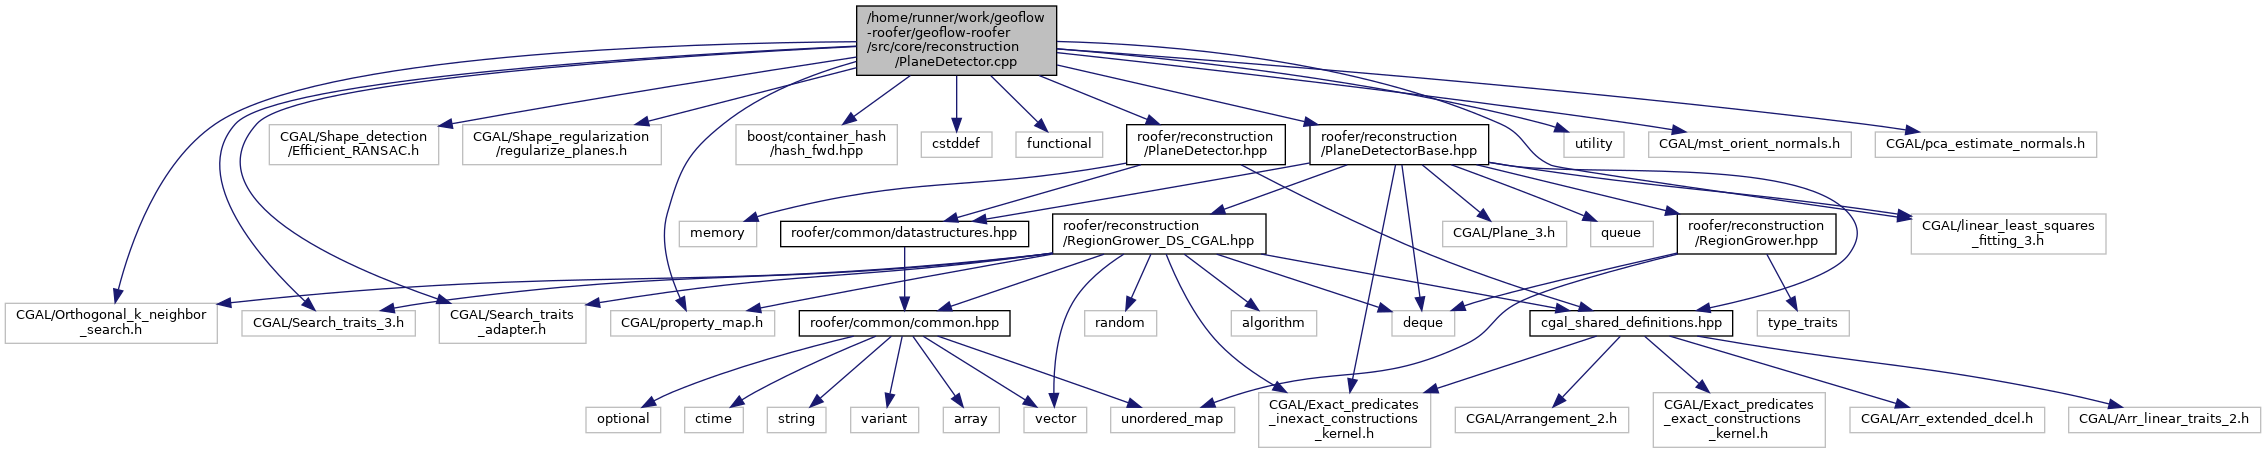 /home/runner/work/geoflow
-roofer/geoflow-roofer
/src/core/reconstruction
/PlaneDetector.cpp
CGAL/Shape_detection
/Efficient_RANSAC.h
CGAL/Shape_regularization
/regularize_planes.h
boost/container_hash
/hash_fwd.hpp
cstddef
functional
roofer/reconstruction
/PlaneDetector.hpp
roofer/reconstruction
/PlaneDetectorBase.hpp
utility
CGAL/mst_orient_normals.h
CGAL/pca_estimate_normals.h
memory
roofer/common/datastructures.hpp
roofer/reconstruction
/RegionGrower_DS_CGAL.hpp
CGAL/Plane_3.h
queue
roofer/reconstruction
/RegionGrower.hpp
CGAL/linear_least_squares
_fitting_3.h
CGAL/Orthogonal_k_neighbor
_search.h
CGAL/Search_traits_3.h
CGAL/Search_traits
_adapter.h
CGAL/property_map.h
roofer/common/common.hpp
random
algorithm
deque
cgal_shared_definitions.hpp
type_traits
optional
ctime
string
variant
array
vector
unordered_map
CGAL/Exact_predicates
_inexact_constructions
_kernel.h
CGAL/Arrangement_2.h
CGAL/Exact_predicates
_exact_constructions
_kernel.h
CGAL/Arr_extended_dcel.h
CGAL/Arr_linear_traits_2.h